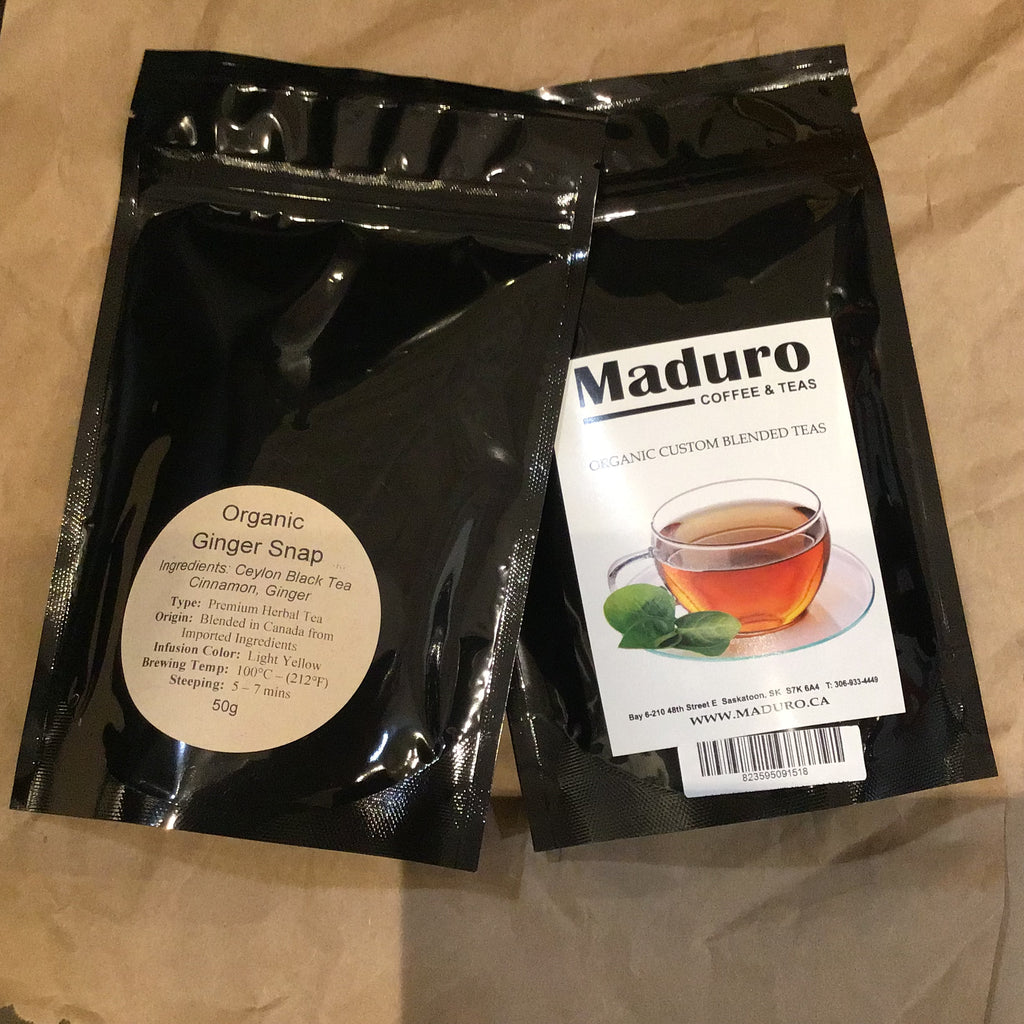 Organic
Ginger Snap
Ingredients: Ceylon Black Tea
Cinnamon, Ginger
Type: Premium Herbal Tea
Origin: Blended in Canada from
Imported Ingredients
Infusion Color: Light Yellow
Brewing Temp: 100°C – (212°F)
Steeping: 5 – 7 mins
50g
Maduro
COFFEE & TEAS
ORGANIC CUSTOM BLENDED TEAS
Bay 6-210 48th Street E Saskatoon, SK S7K 6A4 T: 306-933-4449
WWW.MADURO.CA
823595091518